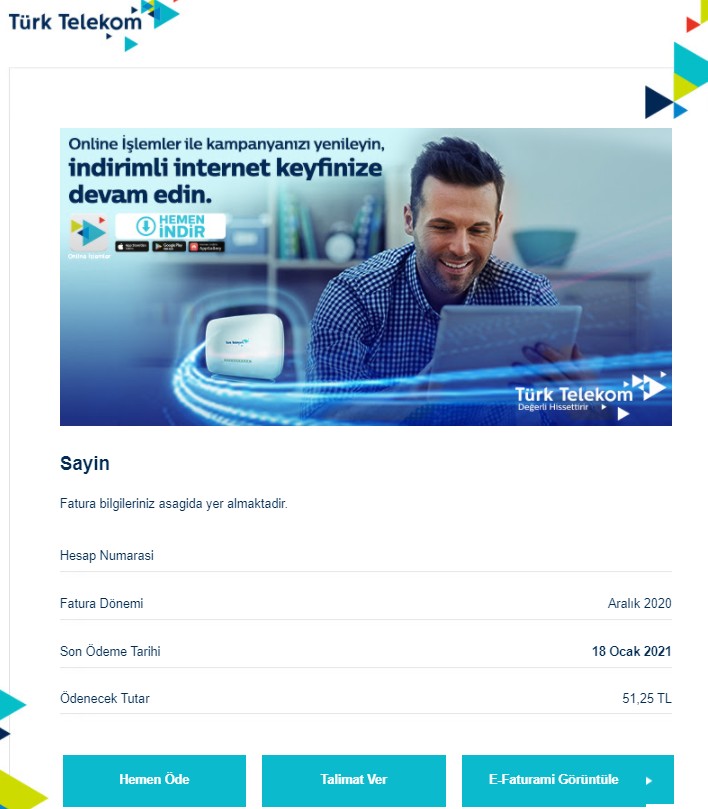 Türk Telekom
Online İşlemler ile kampanyanızı yenileyin,
indirimli internet keyfinize
devam edin.
HEMEN
İNDİR
Online İşlemler
Türk Telekom
Değerli Hissettirir
Sayin
Fatura bilgileriniz asagida yer almaktadir.
Hesap Numarasi
Fatura Dönemi Aralık 2020
Son Ödeme Tarihi 18 Ocak 2021
Ödenecek Tutar 51,25 TL
Hemen Öde Talimat Ver E-Faturami Görüntüle